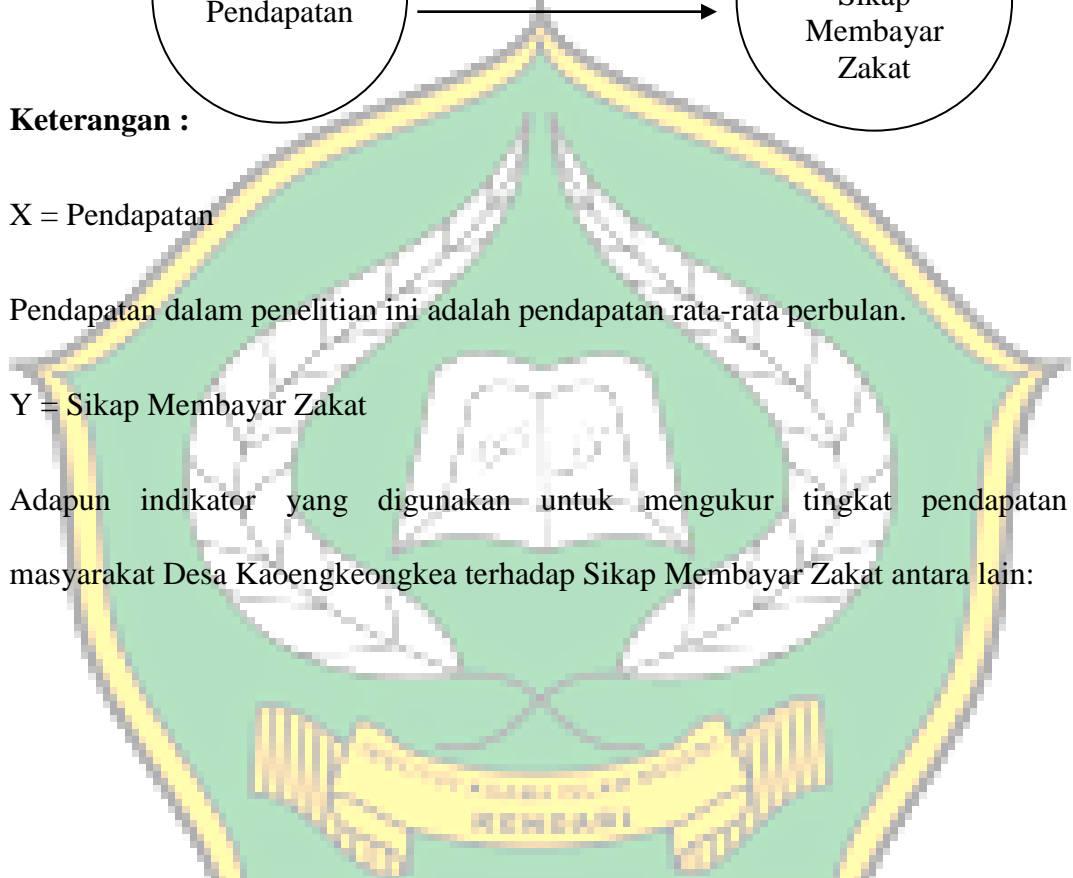 Pendapatan
Sikap
Membayar
Zakat
Keterangan :
X = Pendapatan
Pendapatan dalam penelitian ini adalah pendapatan rata-rata perbulan.
Y = Sikap Membayar Zakat
Adapun indikator yang digunakan untuk mengukur tingkat pendapatan
masyarakat Desa Kaoengkeongkea terhadap Sikap Membayar Zakat antara lain:
KENDARI